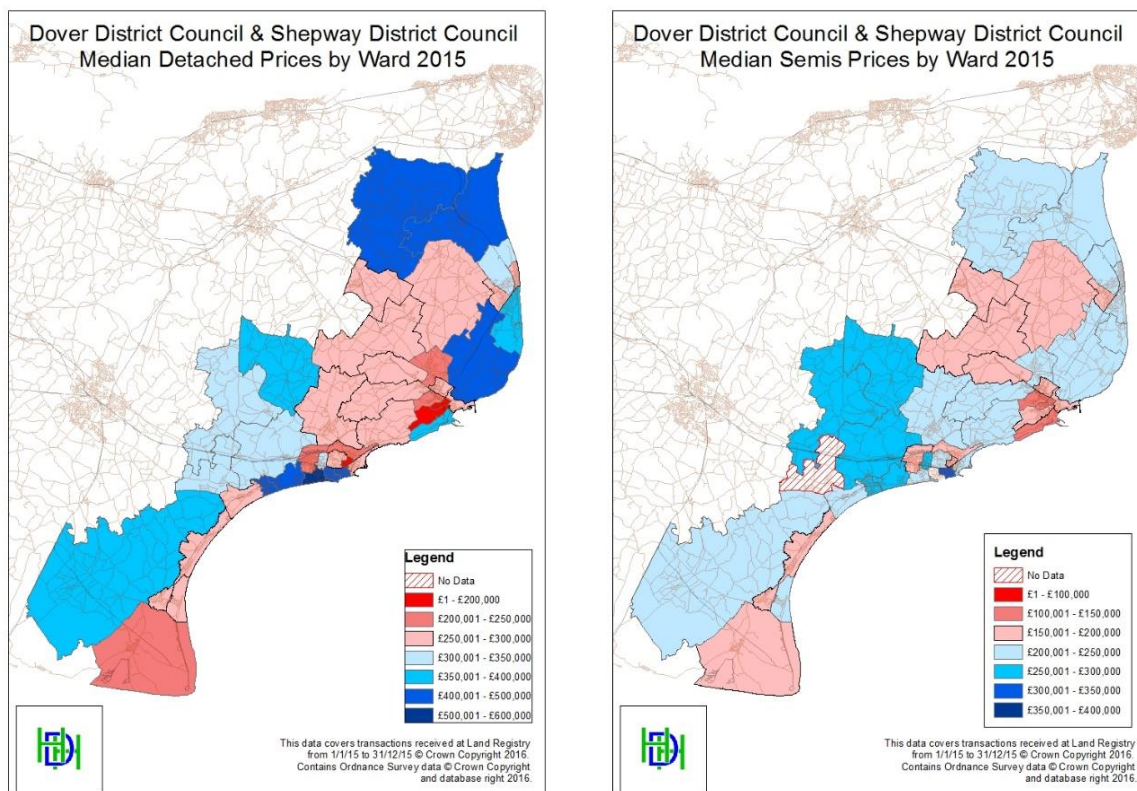 Dover District Council & Shepway District Council
Median Detached Prices by Ward 2015
Legend
No Data
£1 - £200,000
£200,001 - £250,000
£250,001 - £300,000
£300,001 - £350,000
£350,001 - £400,000
£400,001 - £500,000
£500,001 - £600,000
HDH
This data covers transactions received at Land Registry
from 1/1/15 to 31/12/15 © Crown Copyright 2016.
Contains Ordnance Survey data © Crown Copyright
and database right 2016.
Dover District Council & Shepway District Council
Median Semis Prices by Ward 2015
Legend
No Data
£1 - £100,000
£100,001 - £150,000
£150,001 - £200,000
£200,001 - £250,000
£250,001 - £300,000
£300,001 - £350,000
£350,001 - £400,000
HDH
This data covers transactions received at Land Registry
from 1/1/15 to 31/12/15 © Crown Copyright 2016.
Contains Ordnance Survey data © Crown Copyright
and database right 2016.